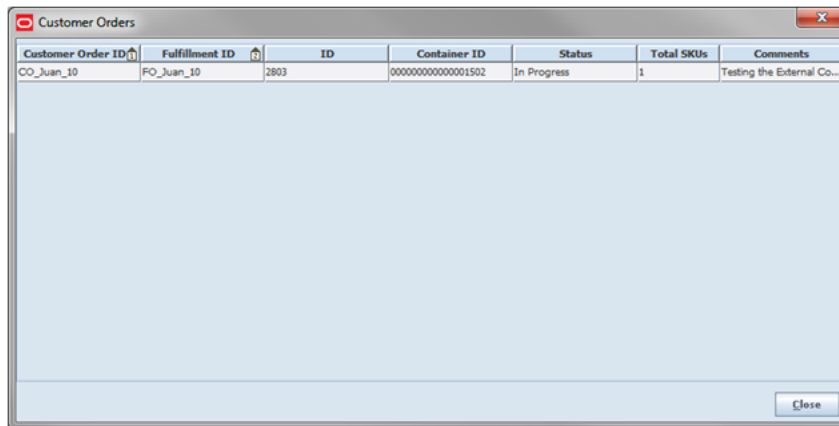 Customer Orders
Customer Order ID 1 Fulfillment ID 2 ID Container ID Status Total SKUs Comments
CO_Juan_10 FO_Juan_10 2803 000000000000001502 In Progress 1 Testing the External Co...
Close